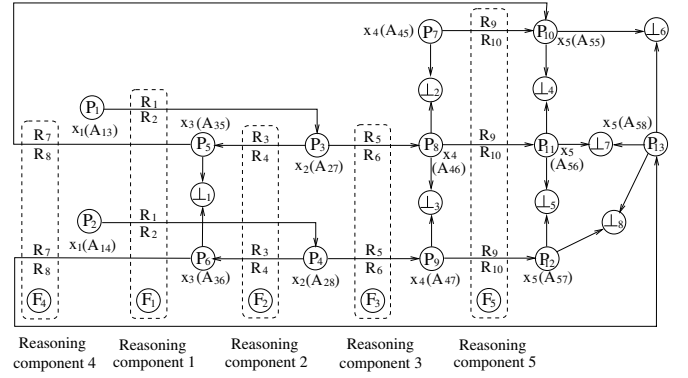 P7 x4(A45) R9 R10 P10 x5(A55) ⊥6
P1 x1(A13) R1 R2 ⊥2 ⊥4
R7 R8 x3(A35) P5 R3 R4 P3 x2(A27) R5 R6 P8 x4 (A46) R9 R10 P11 x5 (A56) ⊥7 x5(A58) P13
⊥1 ⊥3 ⊥5 ⊥8
P2 x1(A14) R1 R2
R7 R8 P6 x3(A36) R3 R4 P4 x2(A28) R5 R6 P9 x4(A47) R9 R10 P12 x5(A57)
F4 F1 F2 F3 F5
Reasoning Reasoning Reasoning Reasoning Reasoning
component 4 component 1 component 2 component 3 component 5